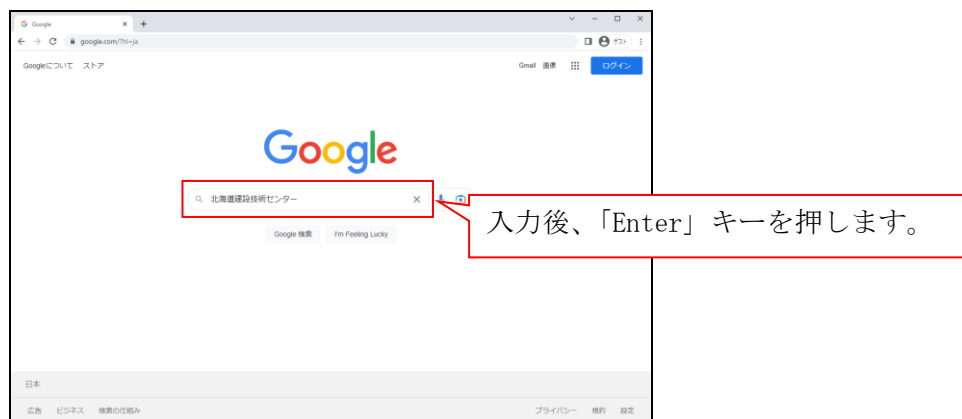 Google
google.com/?hl=ja
テスト
Googleについて ストア
Gmail 画像
ログイン
Google
北海道建設技術センター
入力後、「Enter」キーを押します。
Google 検索 I'm Feeling Lucky
日本
広告 ビジネス 検索の仕組み
プライバシー 規約 設定